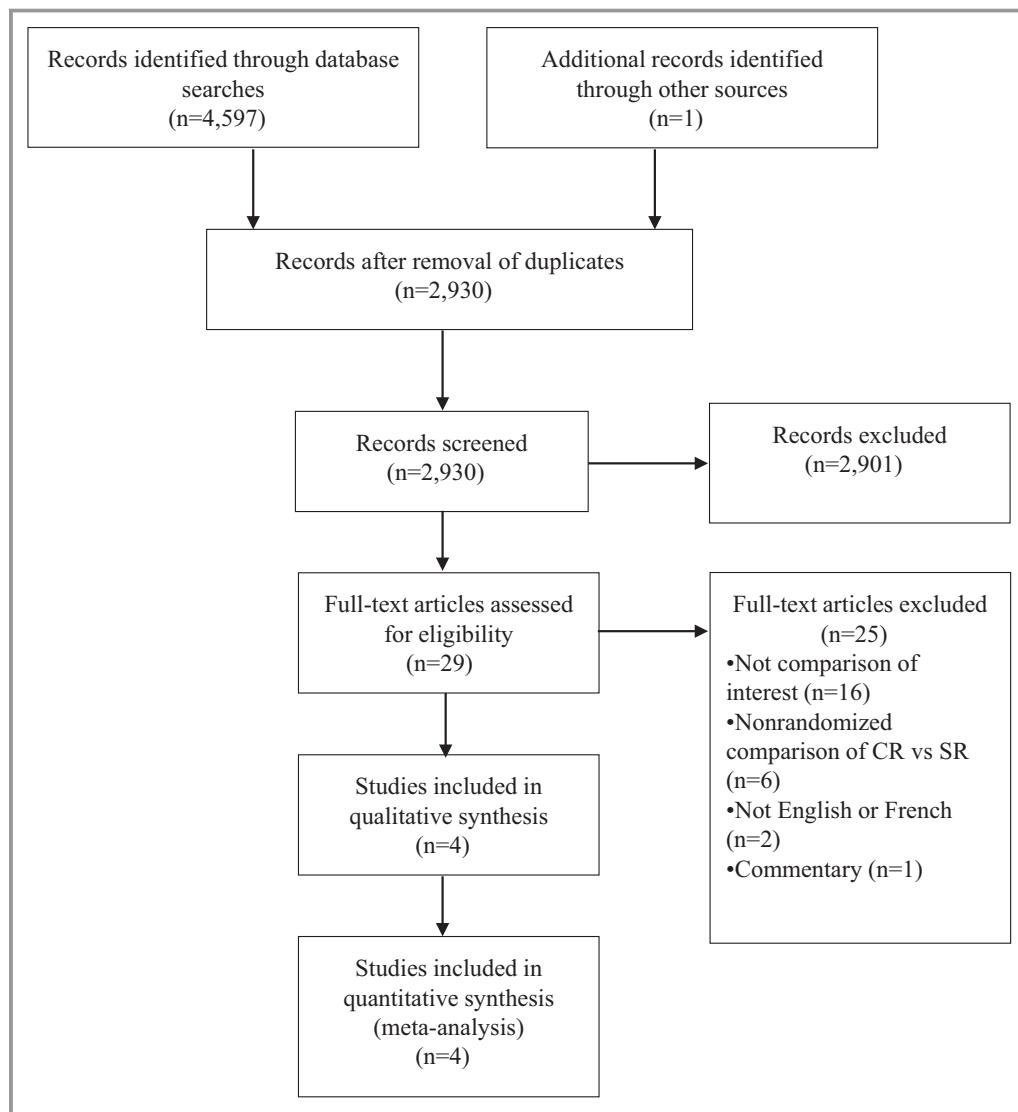 Records identified through database
searches
(n=4,597)
Additional records identified
through other sources
(n=1)
Records after removal of duplicates
(n=2,930)
Records screened
(n=2,930)
Records excluded
(n=2,901)
Full-text articles assessed
for eligibility
(n=29)
Full-text articles excluded
(n=25)
•Not comparison of
interest (n=16)
•Nonrandomized
comparison of CR vs SR
(n=6)
•Not English or French
(n=2)
•Commentary (n=1)
Studies included in
qualitative synthesis
(n=4)
Studies included in
quantitative synthesis
(meta-analysis)
(n=4)